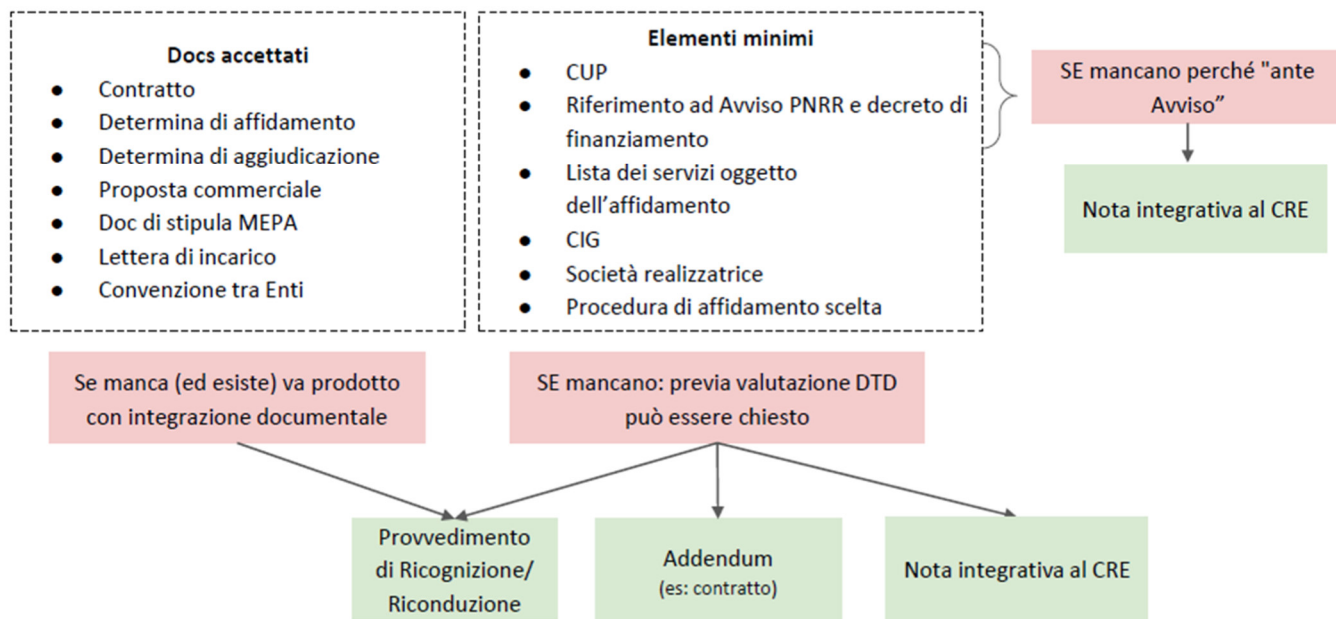 Docs accettati
● Contratto
● Determina di affidamento
● Determina di aggiudicazione
● Proposta commerciale
● Doc di stipula MEPA
● Lettera di incarico
● Convenzione tra Enti
Elementi minimi
● CUP
● Riferimento ad Avviso PNRR e decreto di
finanziamento
● Lista dei servizi oggetto
dell’affidamento
● CIG
● Società realizzatrice
● Procedura di affidamento scelta
SE mancano perché "ante
Avviso”
Nota integrativa al CRE
Se manca (ed esiste) va prodotto
con integrazione documentale
SE mancano: previa valutazione DTD
può essere chiesto
Provvedimento
di Ricognizione/
Riconduzione
Addendum
(es: contratto)
Nota integrativa al CRE